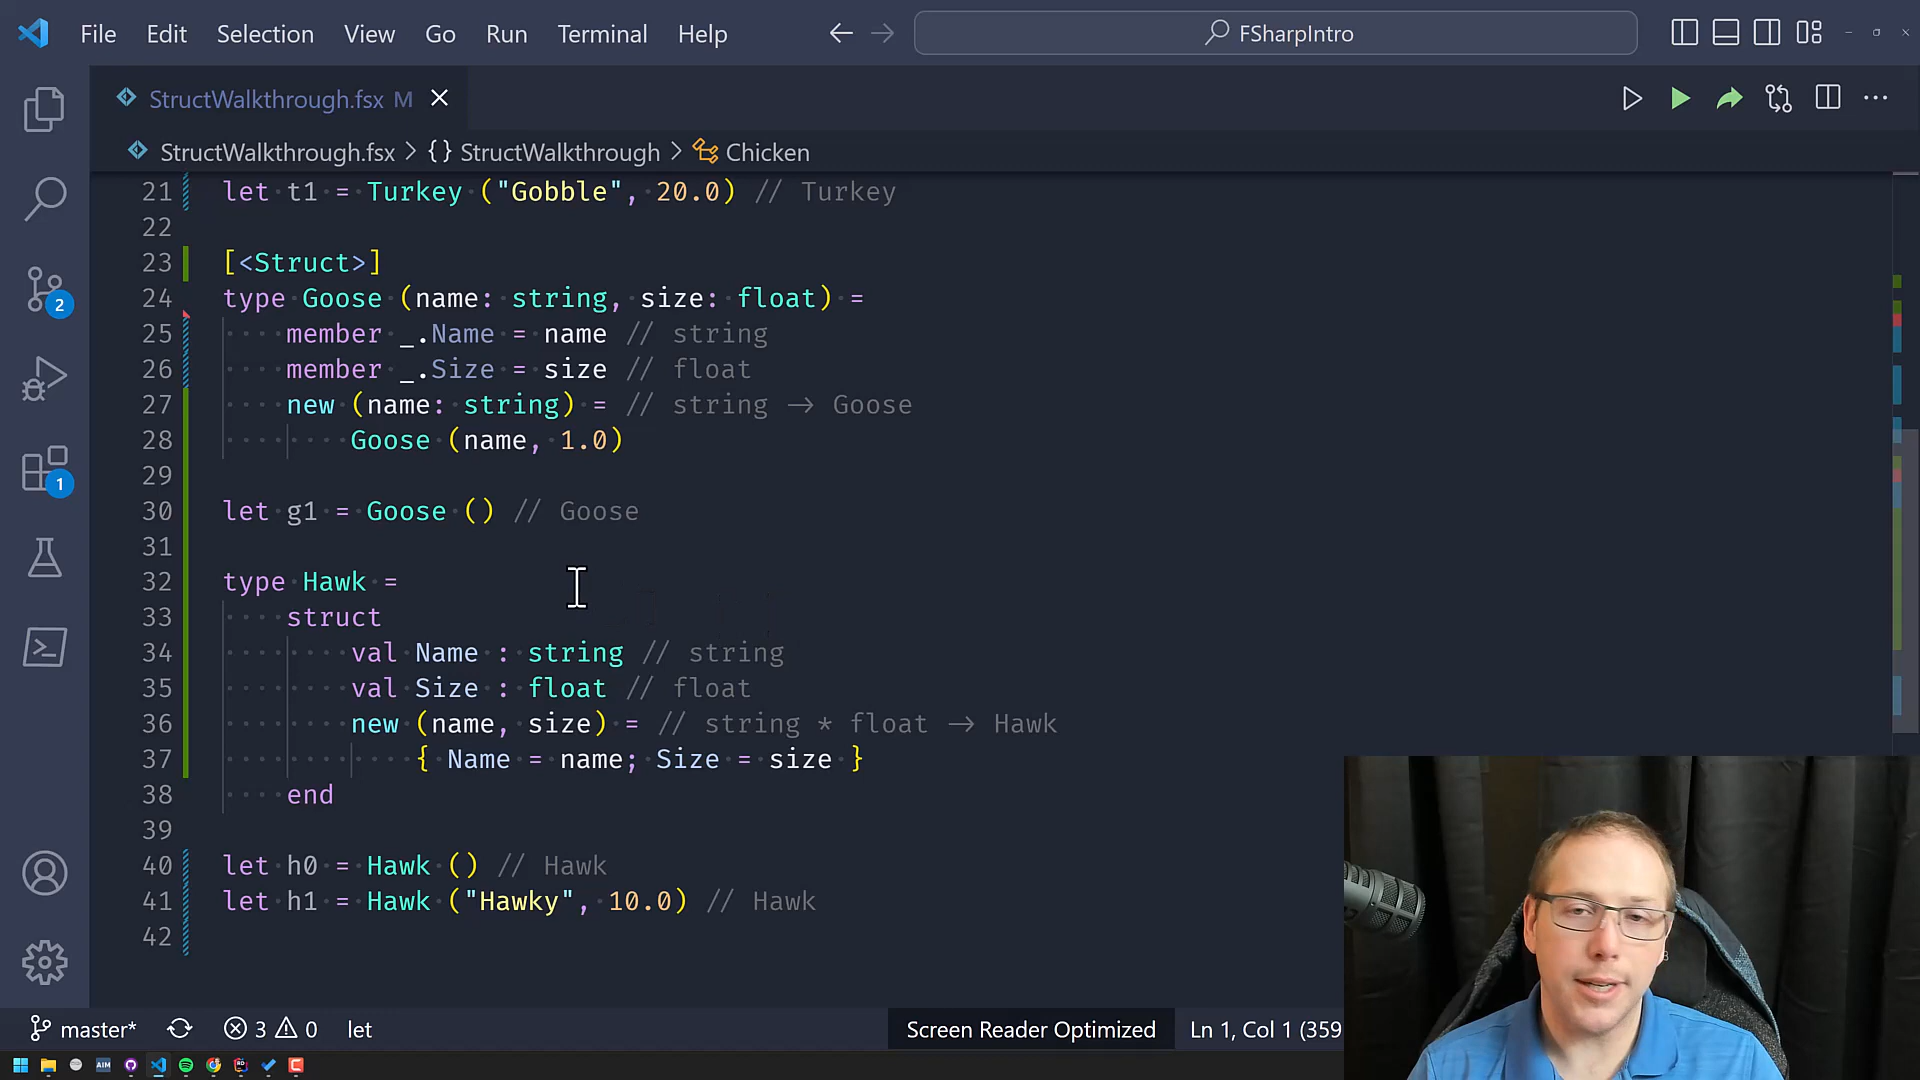 File Edit Selection View Go Run Terminal Help
FSharpIntro
StructWalkthrough.fsx M
StructWalkthrough.fsx > {} StructWalkthrough > Chicken
21 let t1 = Turkey ("Gobble", 20.0) // Turkey
22
23 [<Struct>]
24 type Goose (name: string, size: float) =
25 member _.Name = name // string
26 member _.Size = size // float
27 new (name: string) = // string → Goose
28 Goose (name, 1.0)
29
30 let g1 = Goose () // Goose
31
32 type Hawk =
33 struct
34 val Name : string // string
35 val Size : float // float
36 new (name, size) = // string * float → Hawk
37 { Name = name; Size = size }
38 end
39
40 let h0 = Hawk () // Hawk
41 let h1 = Hawk ("Hawky", 10.0) // Hawk
42
2
1
master* 3 0 let
Screen Reader Optimized Ln 1, Col 1 (359
AIM